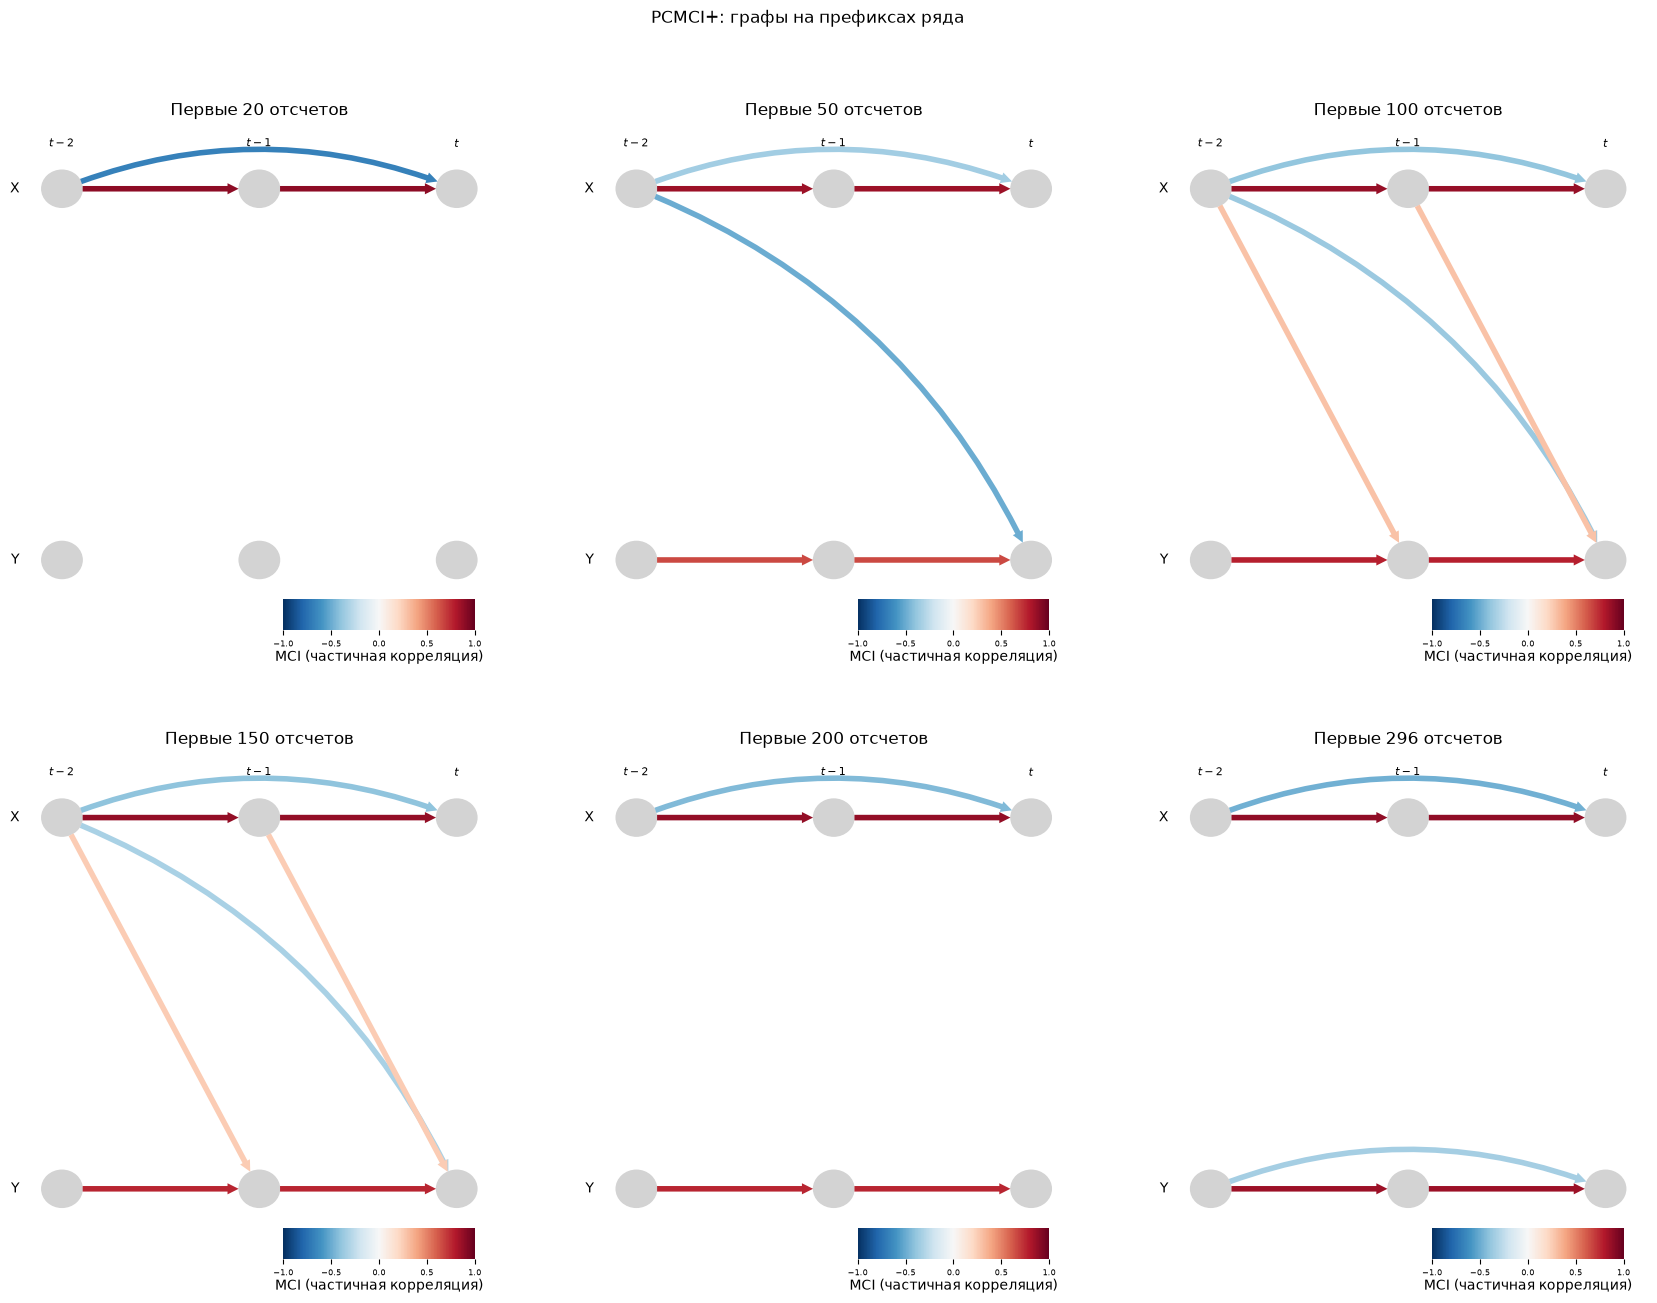 PCMCI+: графы на префиксах ряда
Первые 20 отсчетов
t − 2 t − 1 t
X
Y
−1.0 −0.5 0.0 0.5 1.0
MCI (частичная корреляция)
Первые 50 отсчетов
t − 2 t − 1 t
X
Y
−1.0 −0.5 0.0 0.5 1.0
MCI (частичная корреляция)
Первые 100 отсчетов
t − 2 t − 1 t
X
Y
−1.0 −0.5 0.0 0.5 1.0
MCI (частичная корреляция)
Первые 150 отсчетов
t − 2 t − 1 t
X
Y
−1.0 −0.5 0.0 0.5 1.0
MCI (частичная корреляция)
Первые 200 отсчетов
t − 2 t − 1 t
X
Y
−1.0 −0.5 0.0 0.5 1.0
MCI (частичная корреляция)
Первые 296 отсчетов
t − 2 t − 1 t
X
Y
−1.0 −0.5 0.0 0.5 1.0
MCI (частичная корреляция)